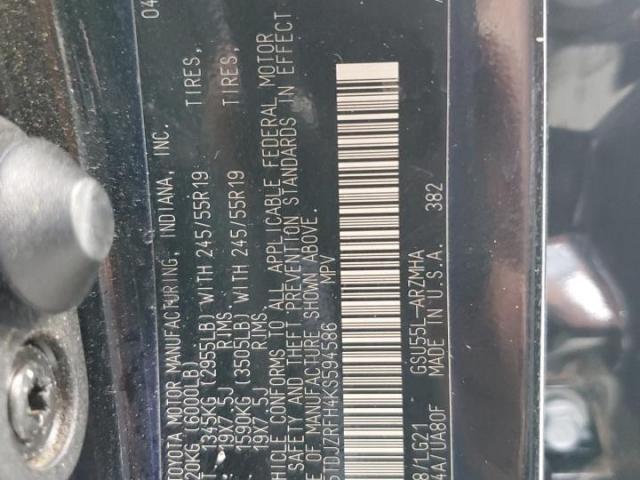 04
TOYOTA MOTOR MANUFACTURING, INDIANA, INC.
20KG (6000LB)
T 1345KG (2955LB) WITH 245/55R19 TIRES,
19X7.5J RIMS,
1590KG (3505LB) WITH 245/55R19 TIRES,
19X7.5J RIMS.
HICLE CONFORMS TO ALL APPLICABLE FEDERAL MOTOR
SAFETY AND THEFT PREVENTION STANDARDS IN EFFECT
OF MANUFACTURE SHOWN ABOVE.
5TDJZRFH4KS594586 MPV
8/LG21 GSU55L-ARZMHA
4A/UA80F MADE IN U.S.A. 382